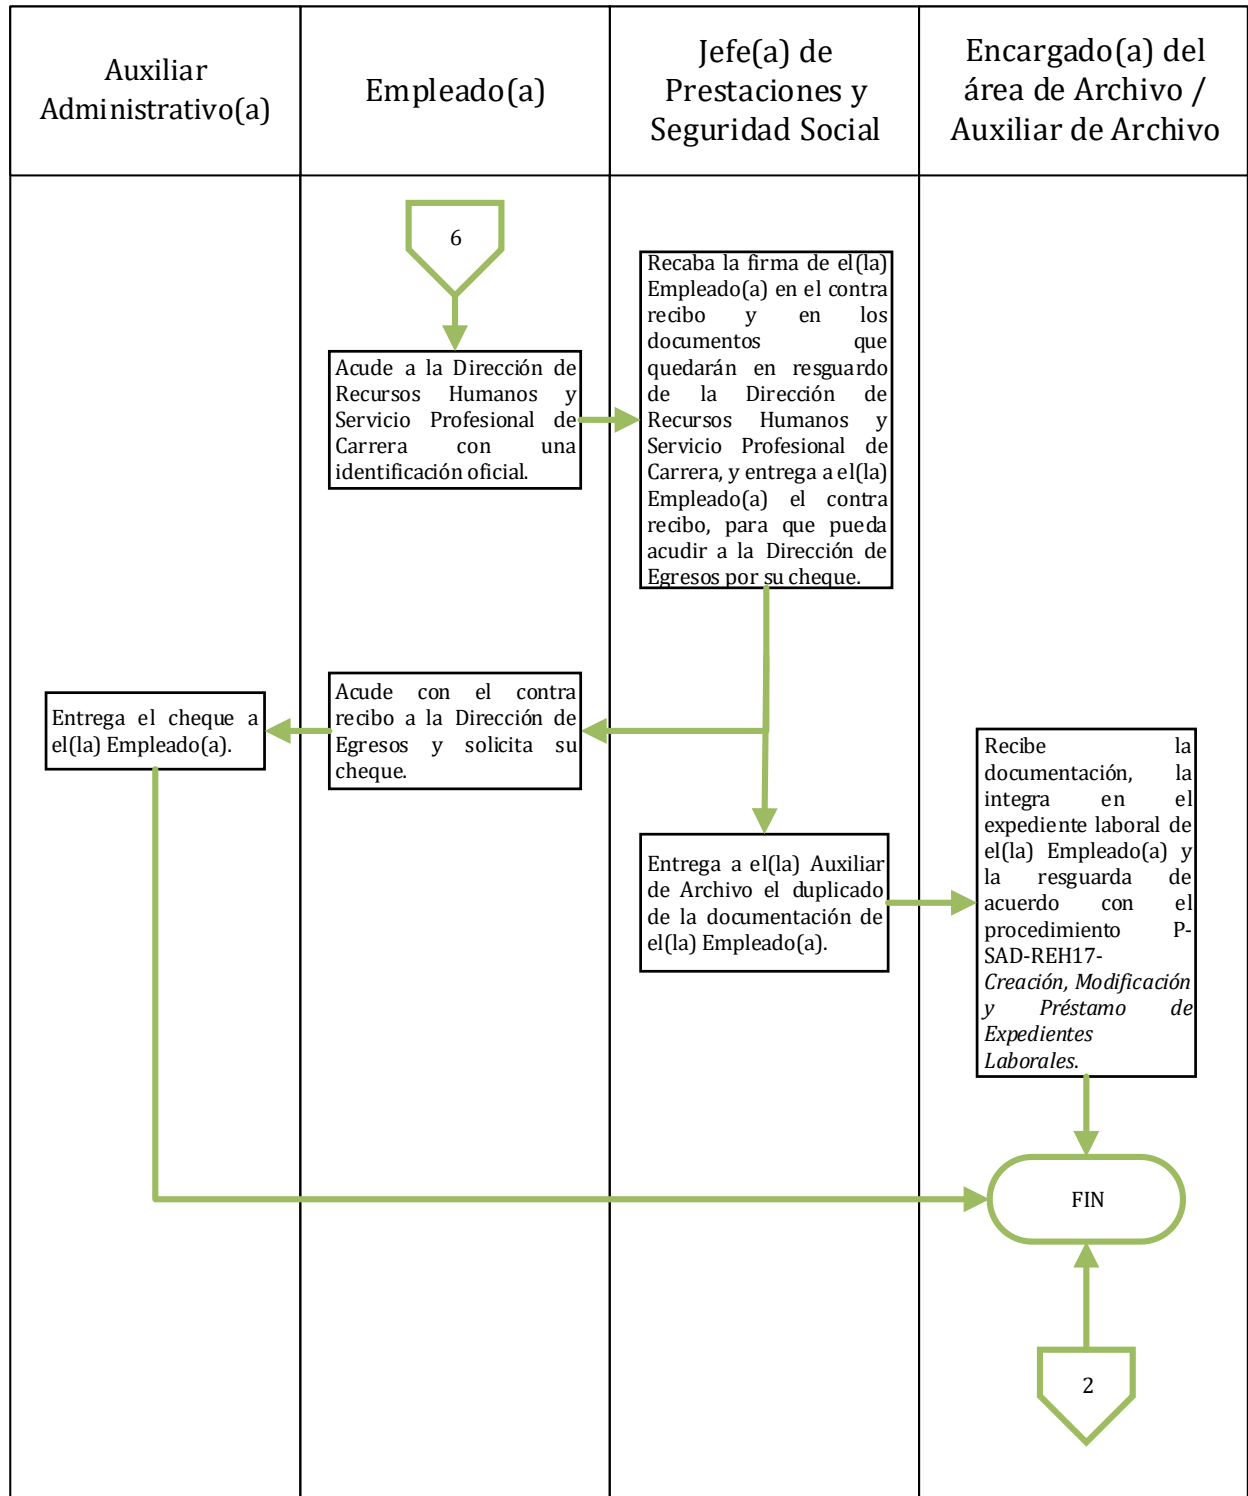 Auxiliar
Administrativo(a)
Empleado(a)
Jefe(a) de
Prestaciones y
Seguridad Social
Encargado(a) del
área de Archivo /
Auxiliar de Archivo
6
Acude a la Dirección de
Recursos Humanos y
Servicio Profesional de
Carrera con una
identificación oficial.
Recaba la firma de el(la)
Empleado(a) en el contra
recibo y en los
documentos que
quedarán en resguardo
de la Dirección de
Recursos Humanos y
Servicio Profesional de
Carrera, y entrega a el(la)
Empleado(a) el contra
recibo, para que pueda
acudir a la Dirección de
Egresos por su cheque.
Acude con el contra
recibo a la Dirección de
Egresos y solicita su
cheque.
Entrega el cheque a
el(la) Empleado(a).
Entrega a el(la) Auxiliar
de Archivo el duplicado
de la documentación de
el(la) Empleado(a).
Recibe la
documentación, la
integra en el
expediente laboral de
el(la) Empleado(a) y
la resguarda de
acuerdo con el
procedimiento P-
SAD-REH17-
Creación, Modificación
y Préstamo de
Expedientes
Laborales.
FIN
2